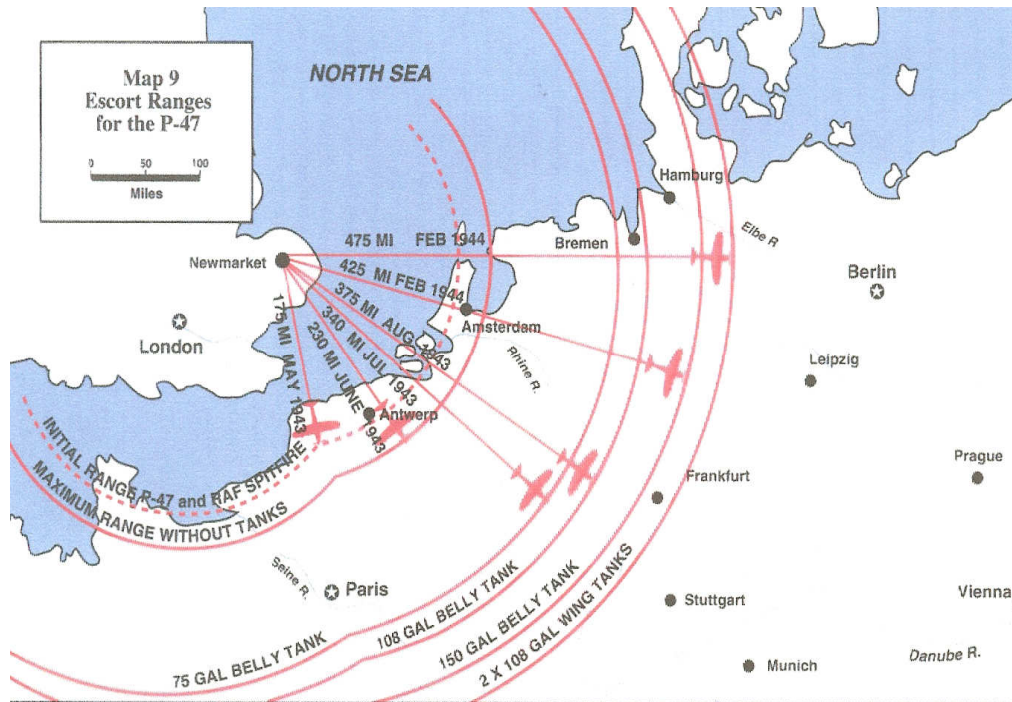 Map 9
Escort Ranges
for the P-47
0 50 100
Miles
NORTH SEA
Hamburg
Elbe R
Bremen
475 MI FEB 1944
Newmarket
425 MI FEB 1944
Berlin
375 MI AUG 1943
340 MI JUL 1943
230 MI JUNE 1943
175 MI MAY 1943
London
Amsterdam
Rhine R.
Leipzig
Antwerp
INITIAL RANGE P-47 and RAF SPITFIRE
MAXIMUM RANGE WITHOUT TANKS
Frankfurt
Prague
Seine R.
Paris
Stuttgart
Vienna
75 GAL BELLY TANK
108 GAL BELLY TANK
150 GAL BELLY TANK
2 X 108 GAL WING TANKS
Munich
Danube R.